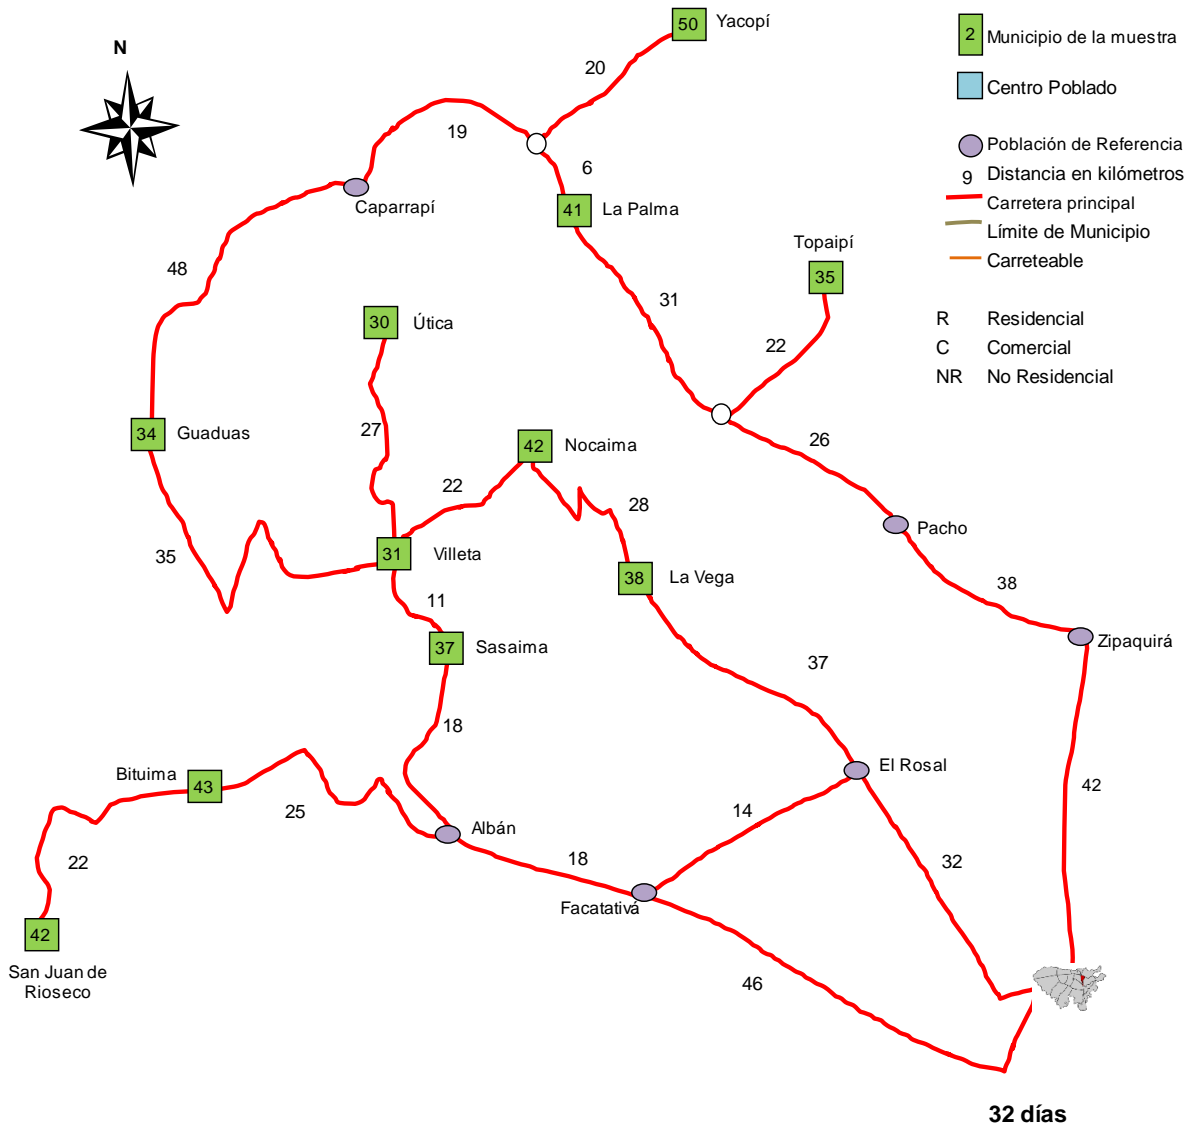 50
Yacopí
2
Municipio de la muestra
N
20
Centro Poblado
19
Población de Referencia
6
9
Distancia en kilómetros
Caparrapí
41
La Palma
Carretera principal
Límite de Municipio
Topaipí
Carreteable
48
35
31
30
Útica
R
Residencial
22
C
Comercial
NR
No Residencial
34
Guaduas
27
42
Nocaima
26
22
28
Pacho
35
31
Villeta
38
La Vega
38
11
37
Sasaima
Zipaquirá
37
18
Bituima
43
El Rosal
42
25
14
Albán
22
18
32
Facatativá
42
San Juan de
Rioseco
46
32 días